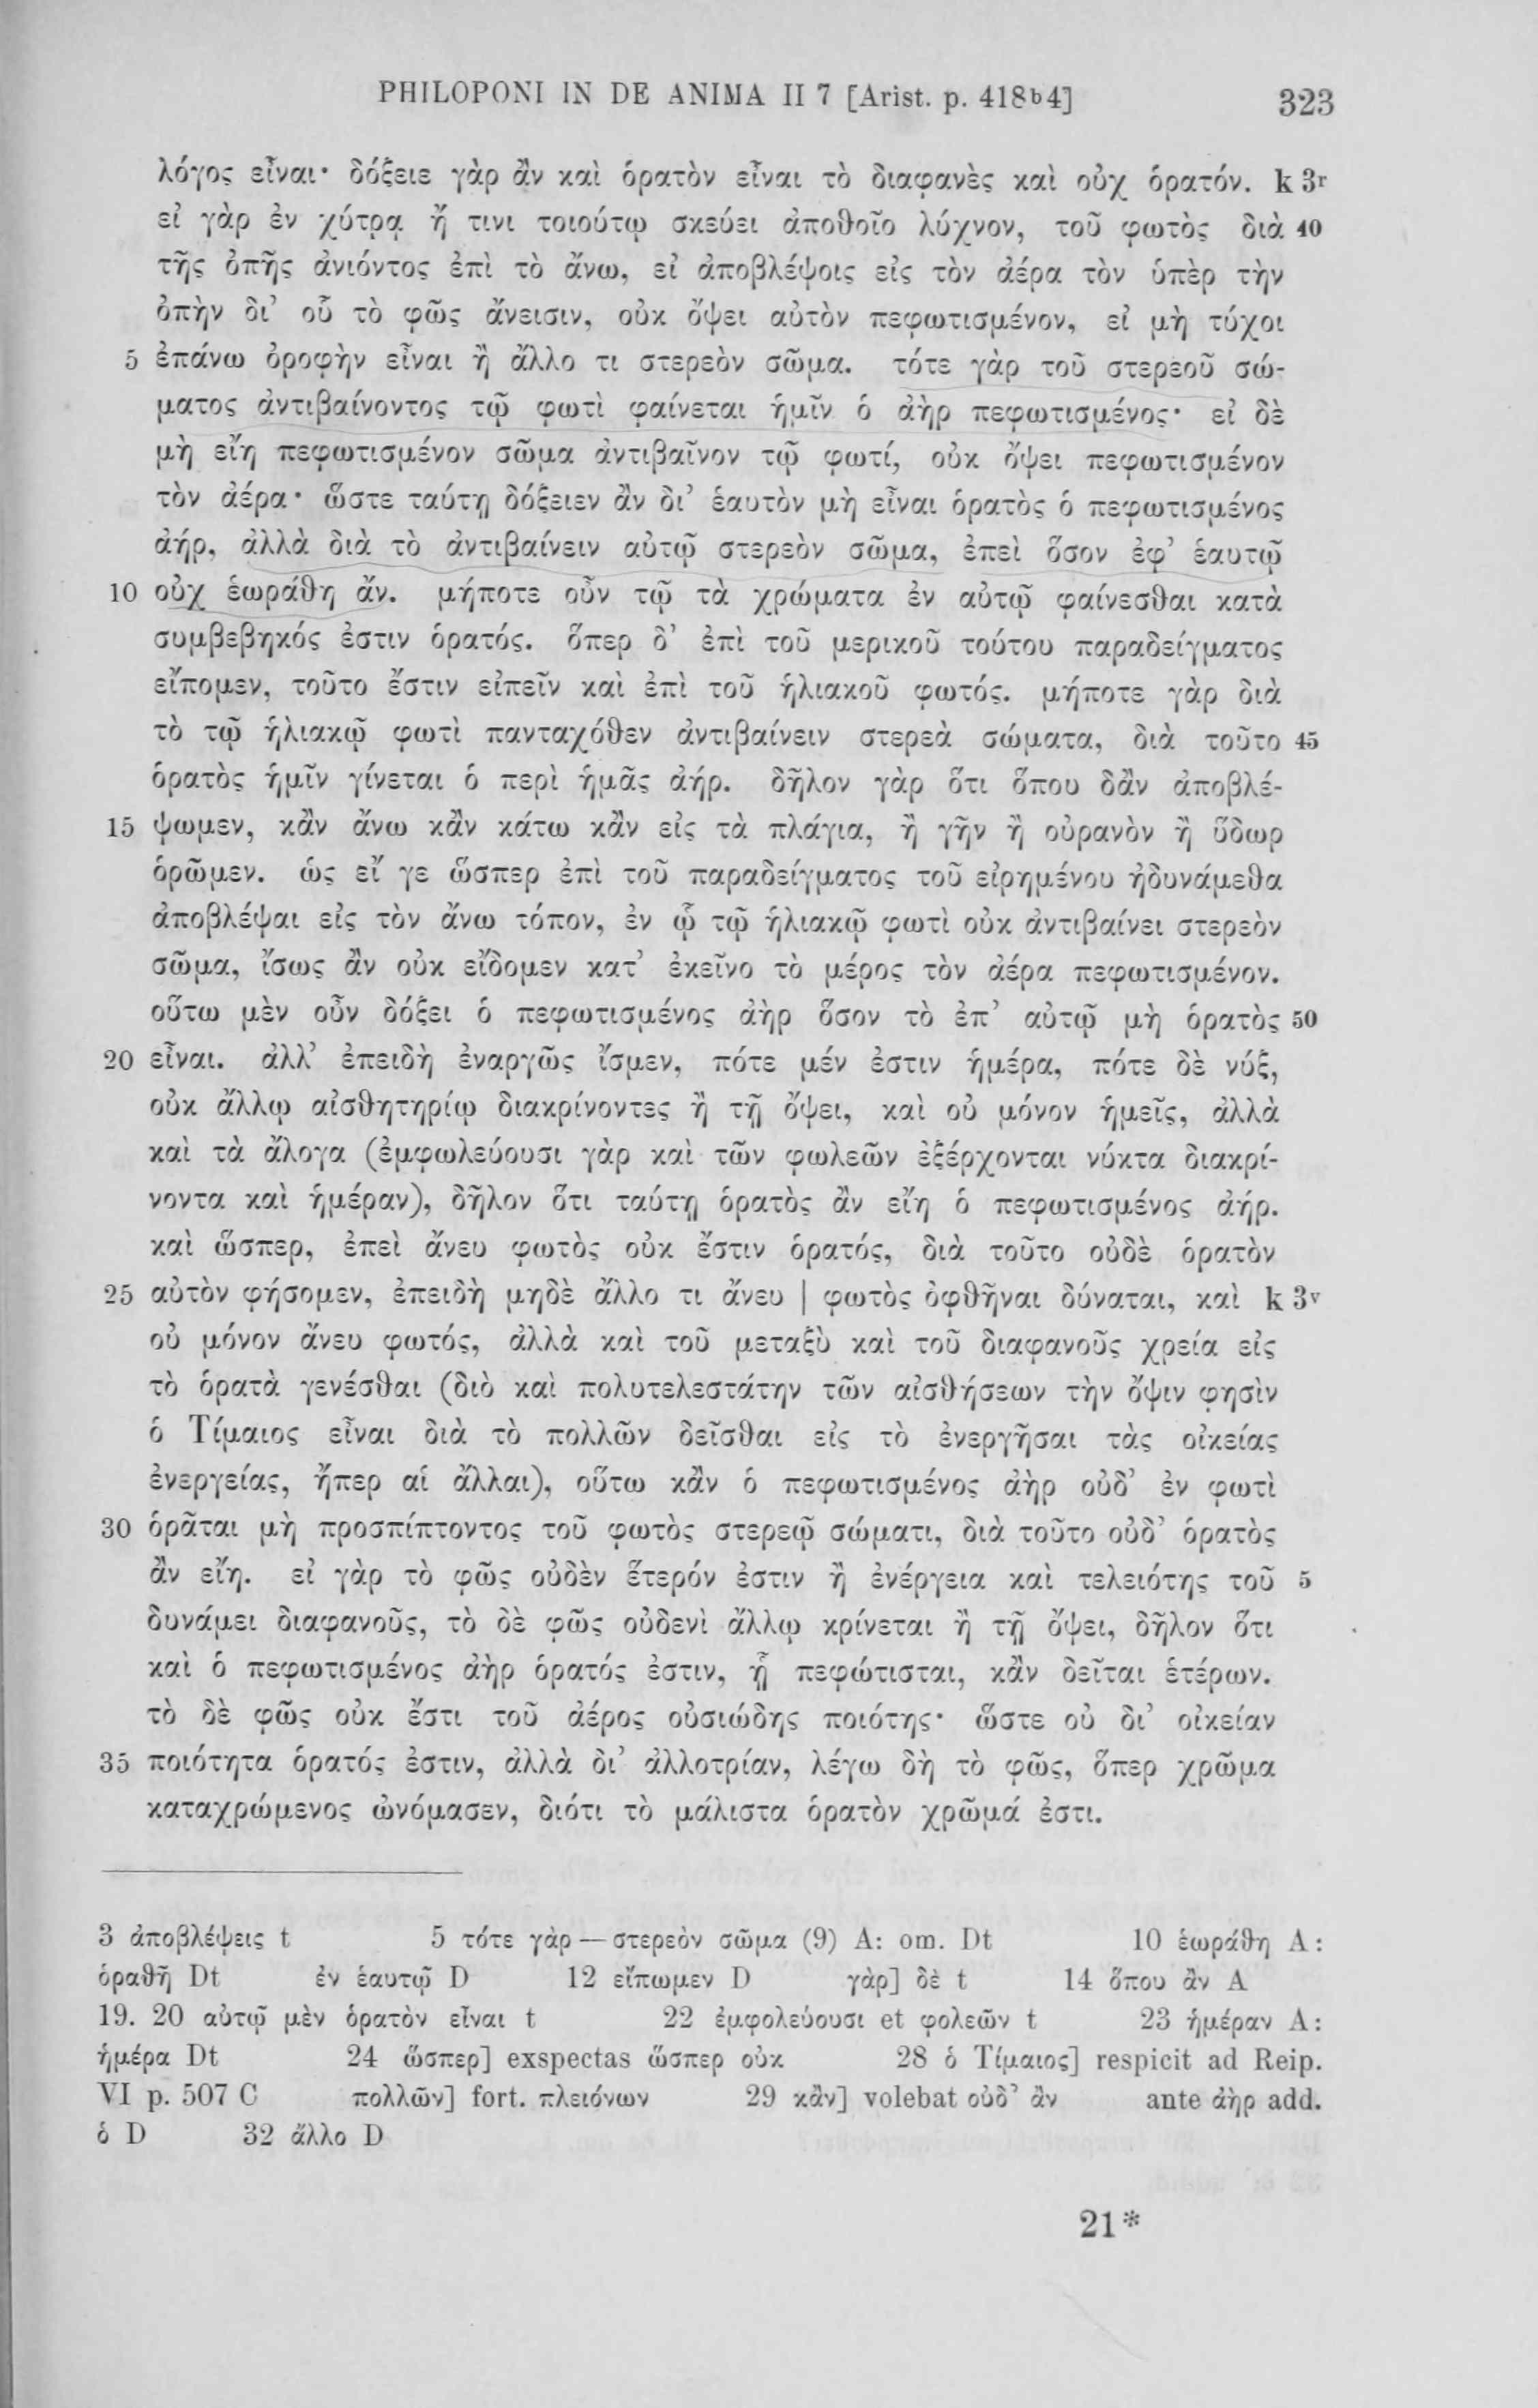 PHILOPONI IN DE ANIMA II 7 [Arist. p. 418b4] 323
λόγος εἶναι· δόξειε γὰρ ἂν καὶ ὁρατὸν εἶναι τὸ διαφανὲς καὶ οὐχ ὁρατόν. k 3r
εἰ γὰρ ἐν χύτρᾳ ἤ τινι τοιούτῳ σκεύει ἀποθοῖο λύχνον, τοῦ φωτὸς διὰ 40
τῆς ὀπῆς ἀνιόντος ἐπὶ τὸ ἄνω, εἰ ἀποβλέψοις εἰς τὸν ἀέρα τὸν ὑπὲρ τὴν
ὀπὴν δι’ οὗ τὸ φῶς ἄνεισιν, οὐκ ὄψει αὐτὸν πεφωτισμένον, εἰ μὴ τύχοι
5 ἐπάνω ὀροφὴν εἶναι ἢ ἄλλο τι στερεὸν σῶμα. τότε γὰρ τοῦ στερεοῦ σώ-
ματος ἀντιβαίνοντος τῷ φωτὶ φαίνεται ἡμῖν ὁ ἀὴρ πεφωτισμένος· εἰ δὲ
μὴ εἴη πεφωτισμένον σῶμα ἀντιβαῖνον τῷ φωτί, οὐκ ὄψει πεφωτισμένον
τὸν ἀέρα· ὥστε ταύτῃ δόξειεν ἂν δι’ ἑαυτὸν μὴ εἶναι ὁρατὸς ὁ πεφωτισμένος
ἀήρ, ἀλλὰ διὰ τὸ ἀντιβαίνειν αὐτῷ στερεὸν σῶμα, ἐπεὶ ὅσον ἐφ’ ἑαυτῷ
10 οὐχ ἑωράθη ἄν. μήποτε οὖν τῷ τὰ χρώματα ἐν αὐτῷ φαίνεσθαι κατὰ
συμβεβηκός ἐστιν ὁρατός. ὅπερ δ’ ἐπὶ τοῦ μερικοῦ τούτου παραδείγματος
εἴπομεν, τοῦτο ἔστιν εἰπεῖν καὶ ἐπὶ τοῦ ἡλιακοῦ φωτός. μήποτε γὰρ διὰ
τὸ τῷ ἡλιακῷ φωτὶ πανταχόθεν ἀντιβαίνειν στερεὰ σώματα, διὰ τοῦτο 45
ὁρατὸς ἡμῖν γίνεται ὁ περὶ ἡμᾶς ἀήρ. δῆλον γὰρ ὅτι ὅπου δἂν ἀποβλέ-
15 ψωμεν, κἂν ἄνω κἂν κάτω κἂν εἰς τὰ πλάγια, ἢ γῆν ἢ οὐρανὸν ἢ ὕδωρ
ὁρῶμεν. ὡς εἴ γε ὥσπερ ἐπὶ τοῦ παραδείγματος τοῦ εἰρημένου ἠδυνάμεθα
ἀποβλέψαι εἰς τὸν ἄνω τόπον, ἐν ᾧ τῷ ἡλιακῷ φωτὶ οὐκ ἀντιβαίνει στερεὸν
σῶμα, ἴσως ἂν οὐκ εἴδομεν κατ’ ἐκεῖνο τὸ μέρος τὸν ἀέρα πεφωτισμένον.
οὕτω μὲν οὖν δόξει ὁ πεφωτισμένος ἀὴρ ὅσον τὸ ἐπ’ αὐτῷ μὴ ὁρατὸς 50
20 εἶναι. ἀλλ’ ἐπειδὴ ἐναργῶς ἴσμεν, πότε μέν ἐστιν ἡμέρα, πότε δὲ νύξ,
οὐκ ἄλλῳ αἰσθητηρίῳ διακρίνοντες ἢ τῇ ὄψει, καὶ οὐ μόνον ἡμεῖς, ἀλλὰ
καὶ τὰ ἄλογα (ἐμφωλεύουσι γὰρ καὶ τῶν φωλεῶν ἐξέρχονται νύκτα διακρί-
νοντα καὶ ἡμέραν), δῆλον ὅτι ταύτῃ ὁρατὸς ἂν εἴη ὁ πεφωτισμένος ἀήρ.
καὶ ὥσπερ, ἐπεὶ ἄνευ φωτὸς οὐκ ἔστιν ὁρατός, διὰ τοῦτο οὐδὲ ὁρατὸν
25 αὐτὸν φήσομεν, ἐπειδὴ μηδὲ ἄλλο τι ἄνευ | φωτὸς ὀφθῆναι δύναται, καὶ k 3v
οὐ μόνον ἄνευ φωτός, ἀλλὰ καὶ τοῦ μεταξὺ καὶ τοῦ διαφανοῦς χρεία εἰς
τὸ ὁρατὰ γενέσθαι (διὸ καὶ πολυτελεστάτην τῶν αἰσθήσεων τὴν ὄψιν φησὶν
ὁ Τίμαιος εἶναι διὰ τὸ πολλῶν δεῖσθαι εἰς τὸ ἐνεργῆσαι τὰς οἰκείας
ἐνεργείας, ἤπερ αἱ ἄλλαι), οὕτω κἂν ὁ πεφωτισμένος ἀὴρ οὐδ’ ἐν φωτὶ
30 ὁρᾶται μὴ προσπίπτοντος τοῦ φωτὸς στερεῷ σώματι, διὰ τοῦτο οὐδ’ ὁρατὸς
ἂν εἴη. εἰ γὰρ τὸ φῶς οὐδὲν ἕτερόν ἐστιν ἢ ἐνέργεια καὶ τελειότης τοῦ 5
δυνάμει διαφανοῦς, τὸ δὲ φῶς οὐδενὶ ἄλλῳ κρίνεται ἢ τῇ ὄψει, δῆλον ὅτι
καὶ ὁ πεφωτισμένος ἀὴρ ὁρατός ἐστιν, ᾗ πεφώτισται, κἂν δεῖται ἑτέρων.
τὸ δὲ φῶς οὐκ ἔστι τοῦ ἀέρος οὐσιώδης ποιότης· ὥστε οὐ δι’ οἰκείαν
35 ποιότητα ὁρατός ἐστιν, ἀλλὰ δι’ ἀλλοτρίαν, λέγω δὴ τὸ φῶς, ὅπερ χρῶμα
καταχρώμενος ὠνόμασεν, διότι τὸ μάλιστα ὁρατὸν χρῶμά ἐστι.
3 ἀποβλέψεις t 5 τότε γὰρ — στερεὸν σῶμα (9) A: om. Dt 10 ἑωράθη A:
ὁραθῆ Dt ἐν ἑαυτῷ D 12 εἴπωμεν D γὰρ] δὲ t 14 ὅπου ἂν A
19. 20 αὐτῷ μὲν ὁρατὸν εἶναι t 22 ἐμφολεύουσι et φολεῶν t 23 ἡμέραν A:
ἡμέρα Dt 24 ὥσπερ] exspectas ὥσπερ οὐκ 28 ὁ Τίμαιος] respicit ad Reip.
VI p. 507 C πολλῶν] fort. πλειόνων 29 κἂν] volebat οὐδ’ ἂν ante ἀὴρ add.
ὁ D 32 ἄλλο D
21*